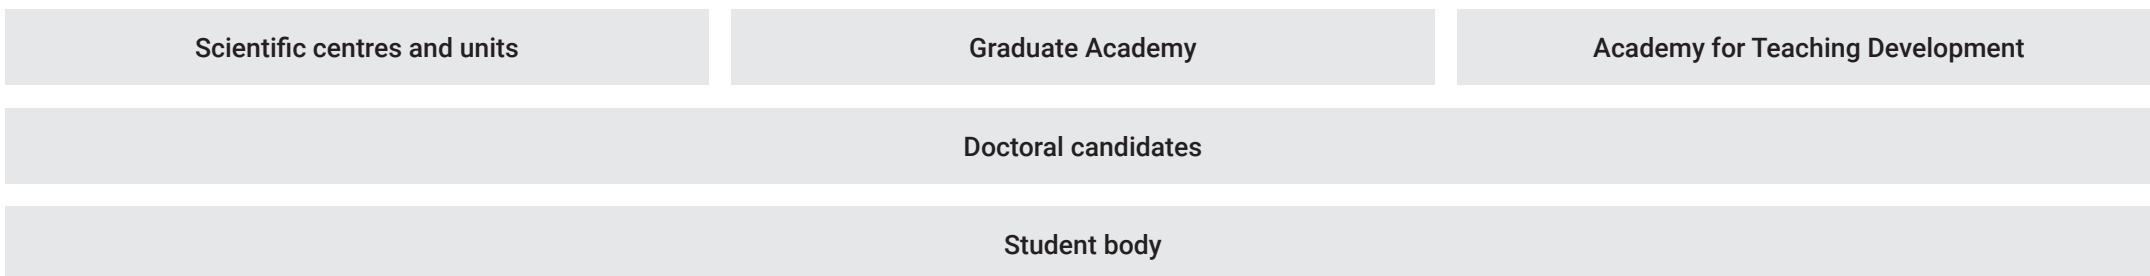 Scientific centres and units
Graduate Academy
Academy for Teaching Development
Doctoral candidates
Student body